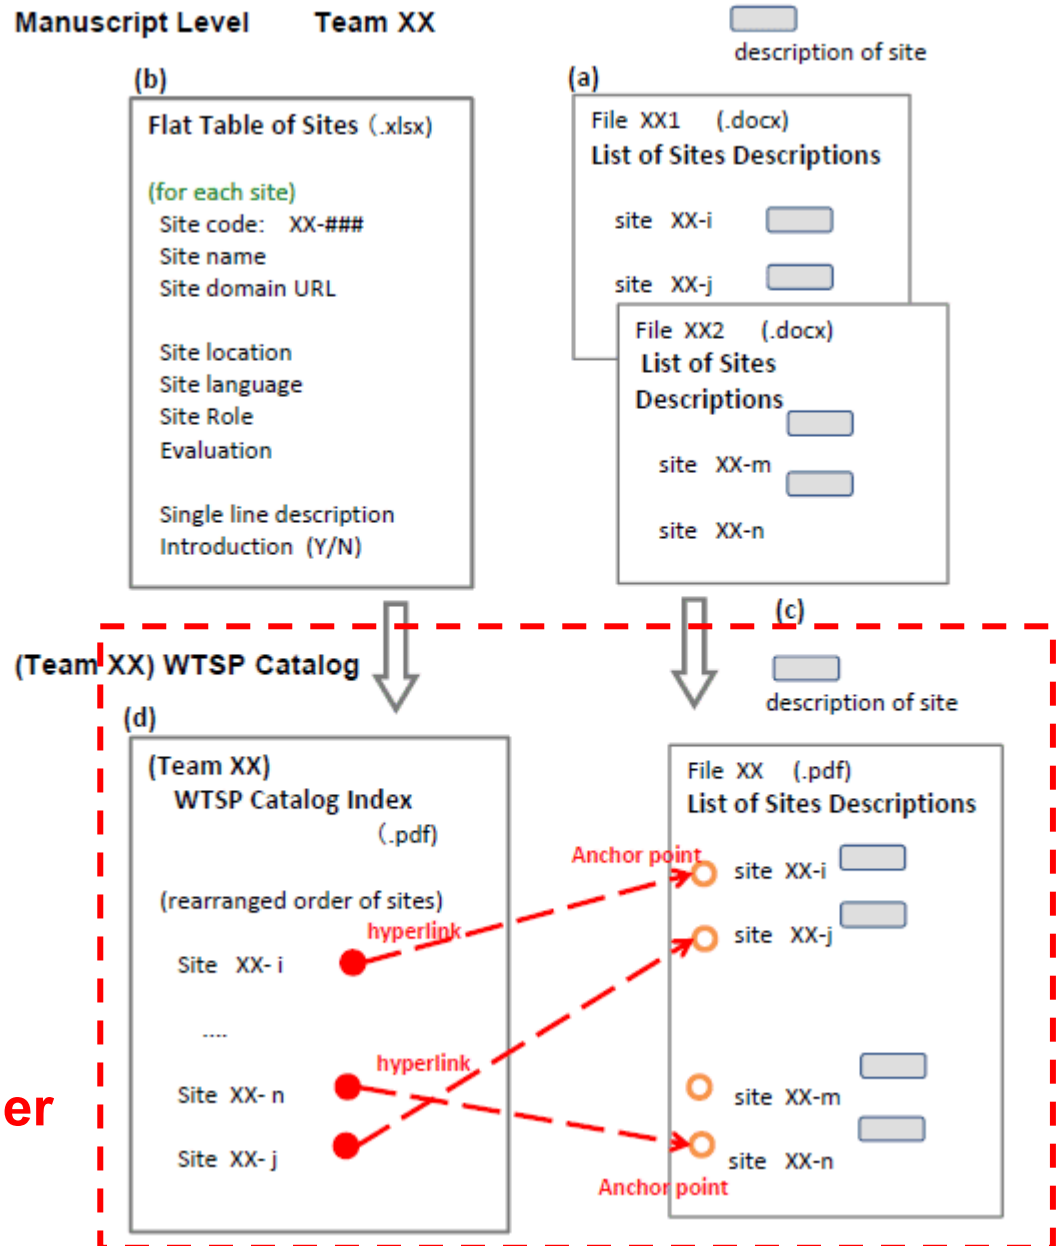 Manuscript Level Team XX
description of site
(b)
Flat Table of Sites (.xlsx)
(for each site)
Site code: XX-###
Site name
Site domain URL
Site location
Site language
Site Role
Evaluation
Single line description
Introduction (Y/N)
(a)
File XX1 (.docx)
List of Sites Descriptions
site XX-i
site XX-j
File XX2 (.docx)
List of Sites
Descriptions
site XX-m
site XX-n
(c)
(Team XX) WTSP Catalog
description of site
(d)
(Team XX)
WTSP Catalog Index
(.pdf)
(rearranged order of sites)
hyperlink
Site XX- i
....
hyperlink
Site XX- n
Site XX- j
File XX (.pdf)
List of Sites Descriptions
Anchor point
site XX-i
site XX-j
site XX-m
site XX-n
Anchor point
er